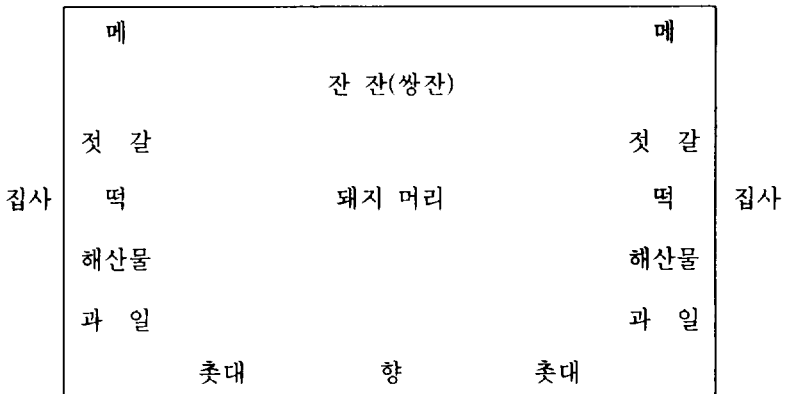 메 메
잔 잔(쌍잔)
젓 갈 젓 갈
집사 떡 돼지 머리 떡 집사
해산물 해산물
과 일 과 일
촛대 향 촛대